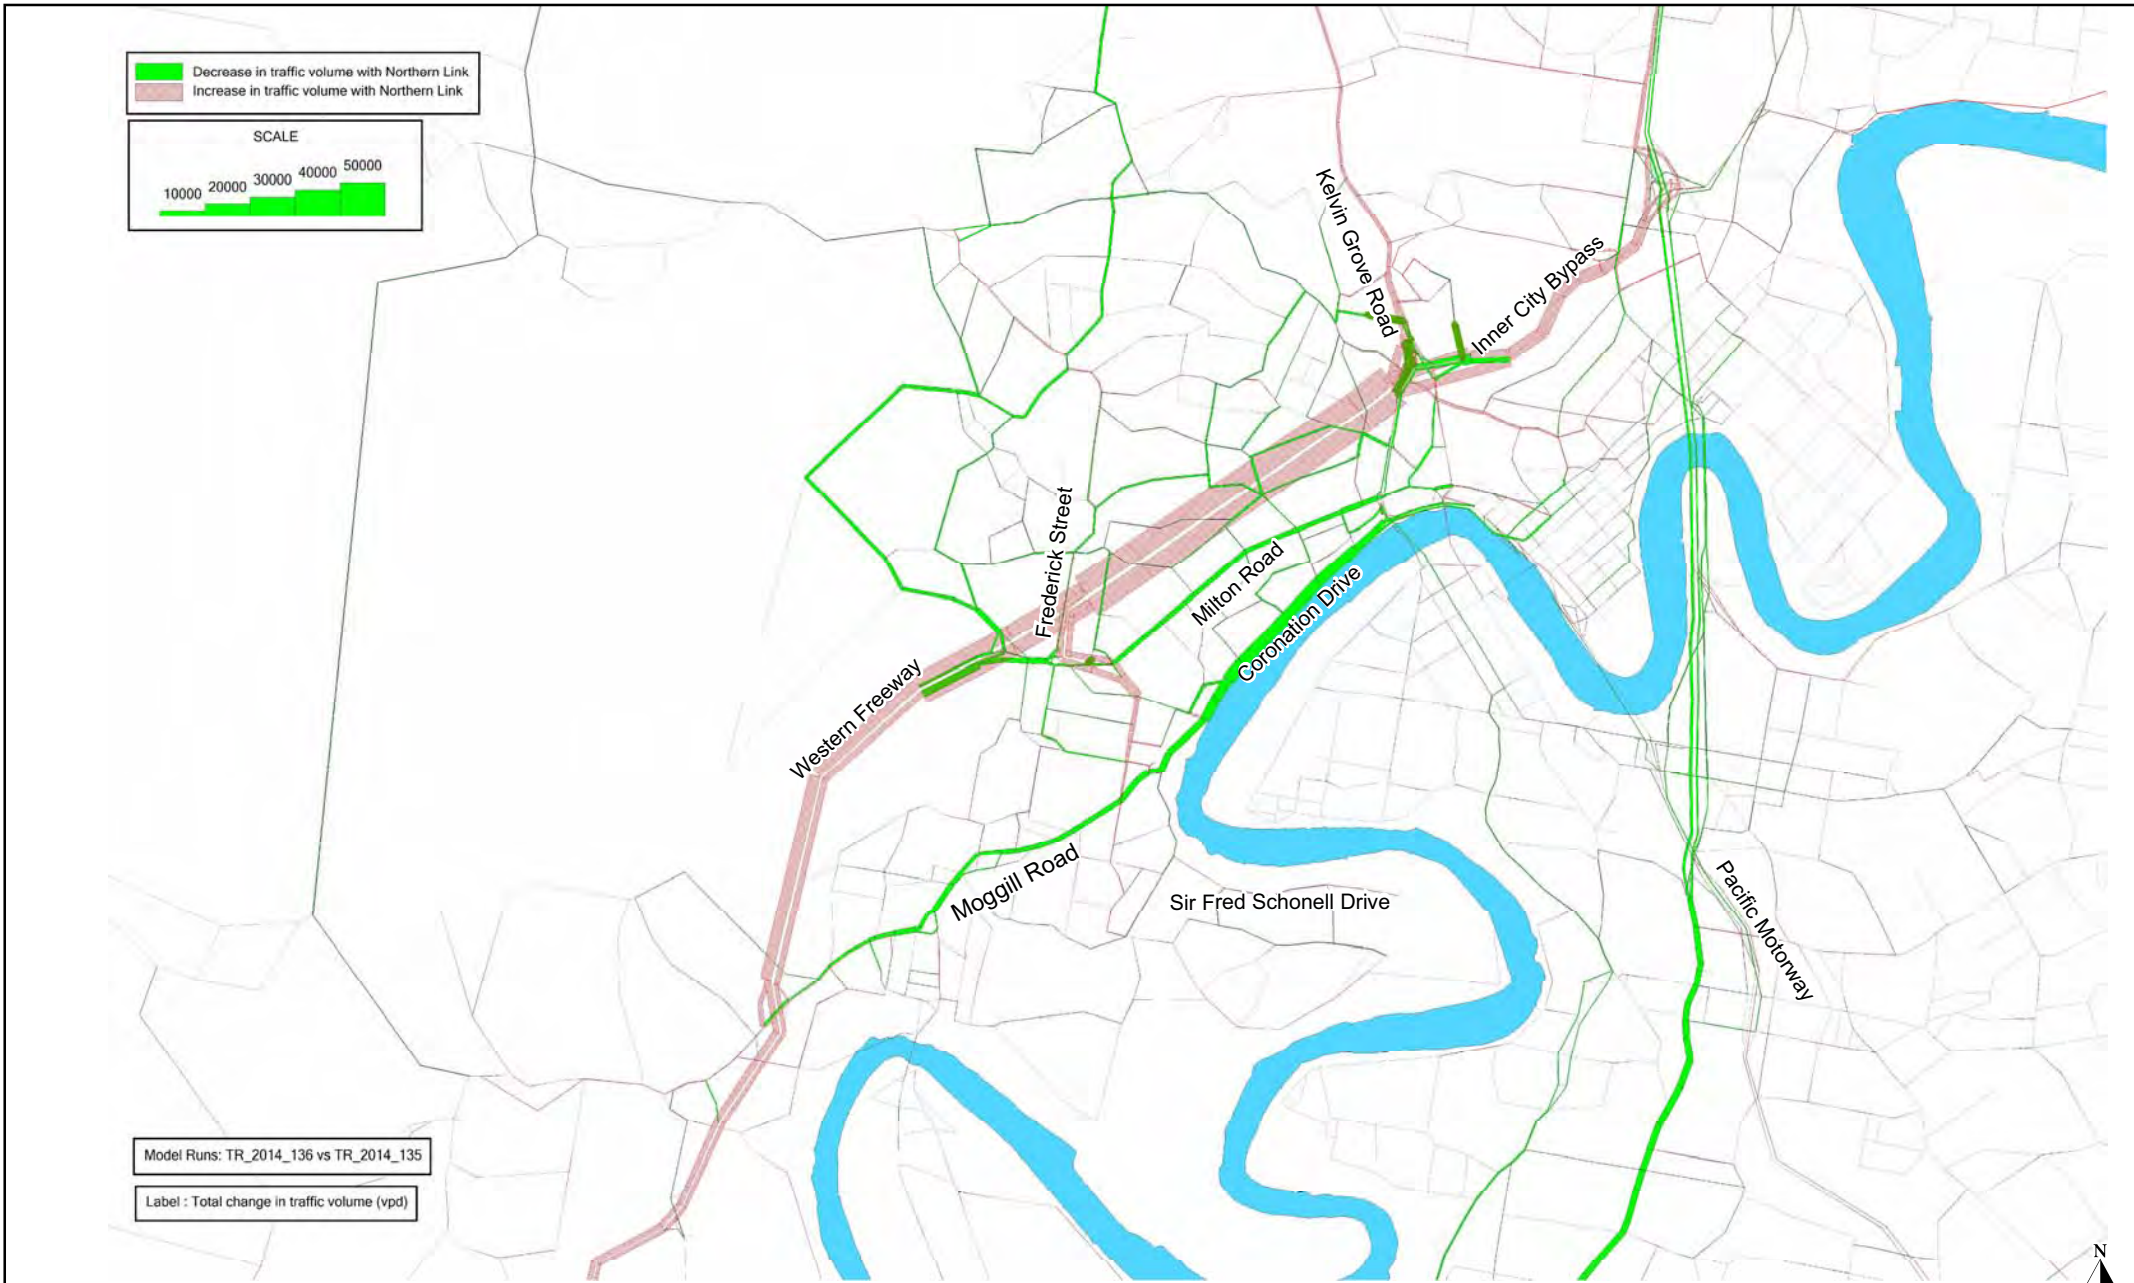 Decrease in traffic volume with Northern Link
Increase in traffic volume with Northern Link
SCALE
10000 20000 30000 40000 50000
Kelvin Grove Road
Inner City Bypass
Frederick Street
Milton Road
Coronation Drive
Western Freeway
Moggill Road
Sir Fred Schonell Drive
Pacific Motorway
Model Runs: TR_2014_136 vs TR_2014_135
Label : Total change in traffic volume (vpd)
N